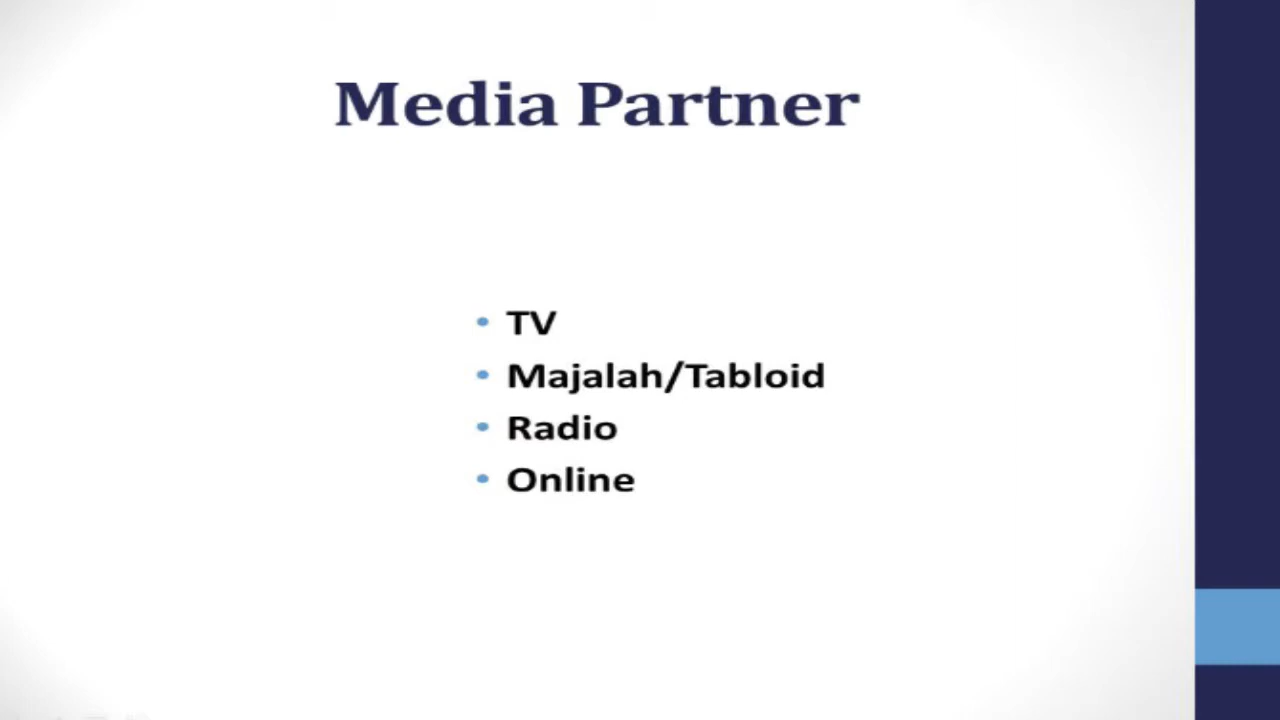 Media Partner
• TV
• Majalah/Tabloid
• Radio
• Online